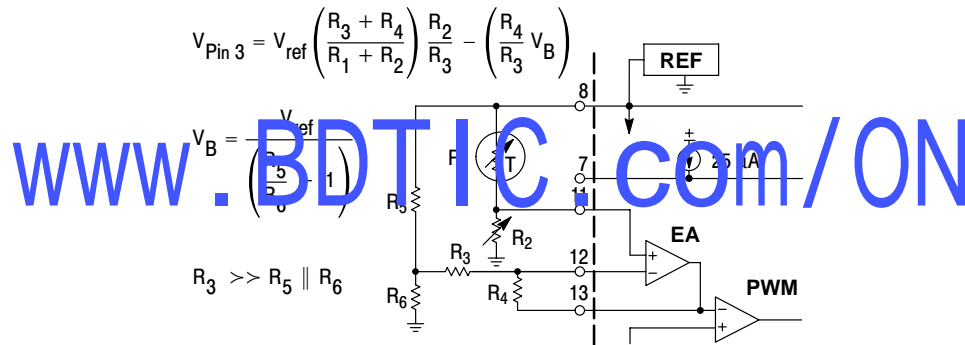 V_Pin 3 = V_ref ( (R_3 + R_4) / (R_1 + R_2) ) R_2 / R_3 - ( R_4 / R_3 V_B )
REF
8
V_B = V_ref / ( R_5 / R_6 1 )
+
7
25 A
T
11
R_5
R_2
EA
R_3
12
+
-
R_3 >> R_5 || R_6
R_6
R_4
13
PWM
-
+
www.BDTIC.com/ON